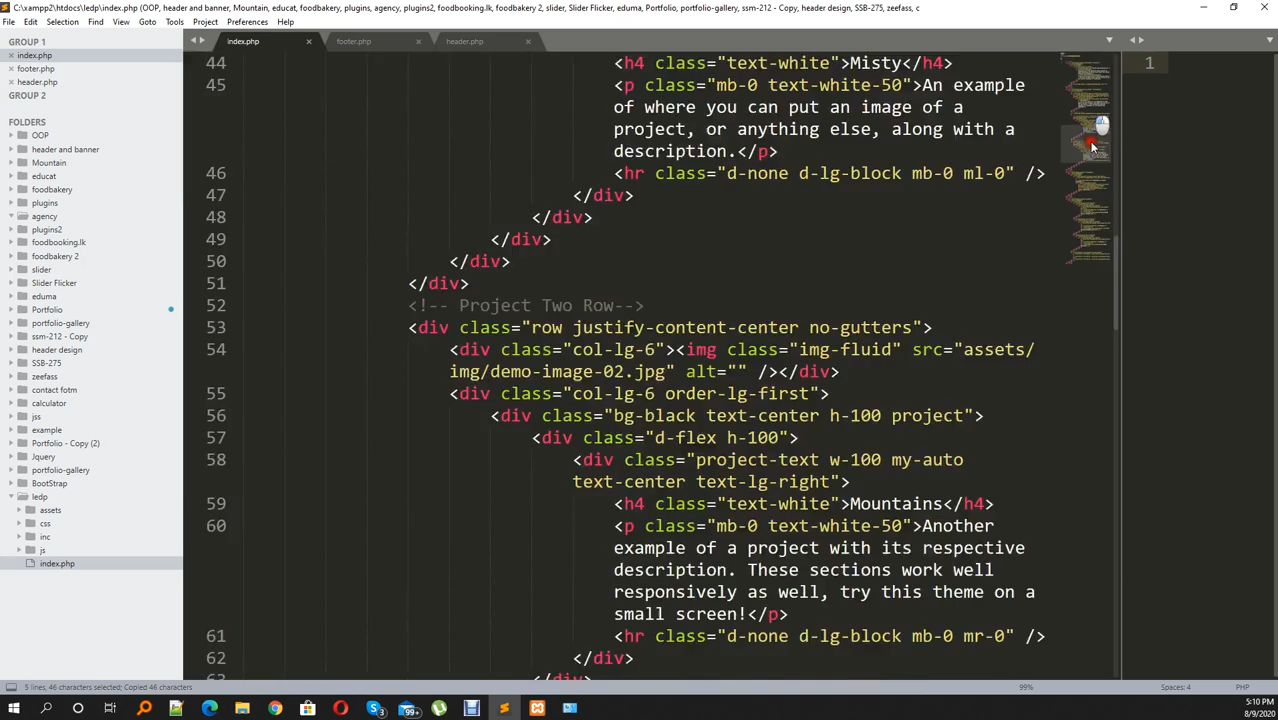 C:\xampp2\htdocs\ledp\index.php (OOP, header and banner, Mountain, educat, foodbakery, plugins, agency, plugins2, foodbooking.lk, foodbakery 2, slider, Slider Flicker, eduma, Portfolio, portfolio-gallery, ssm-212 - Copy, header design, SSB-275, zeefass, c
File Edit Selection Find View Goto Tools Project Preferences Help
GROUP 1
index.php
footer.php
header.php
GROUP 2
FOLDERS
OOP
header and banner
Mountain
educat
foodbakery
plugins
agency
plugins2
foodbooking.lk
foodbakery 2
slider
Slider Flicker
eduma
Portfolio
portfolio-gallery
ssm-212 - Copy
header design
SSB-275
zeefass
contact fotm
calculator
jss
example
Portfolio - Copy (2)
Jquery
portfolio-gallery
BootStrap
ledp
assets
css
inc
js
index.php
index.php footer.php header.php
44 <h4 class="text-white">Misty</h4>
45 <p class="mb-0 text-white-50">An example
of where you can put an image of a
project, or anything else, along with a
description.</p>
46 <hr class="d-none d-lg-block mb-0 ml-0" />
47 </div>
48 </div>
49 </div>
50 </div>
51 </div>
52 <!-- Project Two Row-->
53 <div class="row justify-content-center no-gutters">
54 <div class="col-lg-6"><img class="img-fluid" src="assets/
img/demo-image-02.jpg" alt="" /></div>
55 <div class="col-lg-6 order-lg-first">
56 <div class="bg-black text-center h-100 project">
57 <div class="d-flex h-100">
58 <div class="project-text w-100 my-auto
text-center text-lg-right">
59 <h4 class="text-white">Mountains</h4>
60 <p class="mb-0 text-white-50">Another
example of a project with its respective
description. These sections work well
responsively as well, try this theme on a
small screen!</p>
61 <hr class="d-none d-lg-block mb-0 mr-0" />
62 </div>
63 </div>
1
5 lines, 46 characters selected; Copied 46 characters
99% Spaces: 4 PHP
3
99+
5:10 PM
8/9/2020